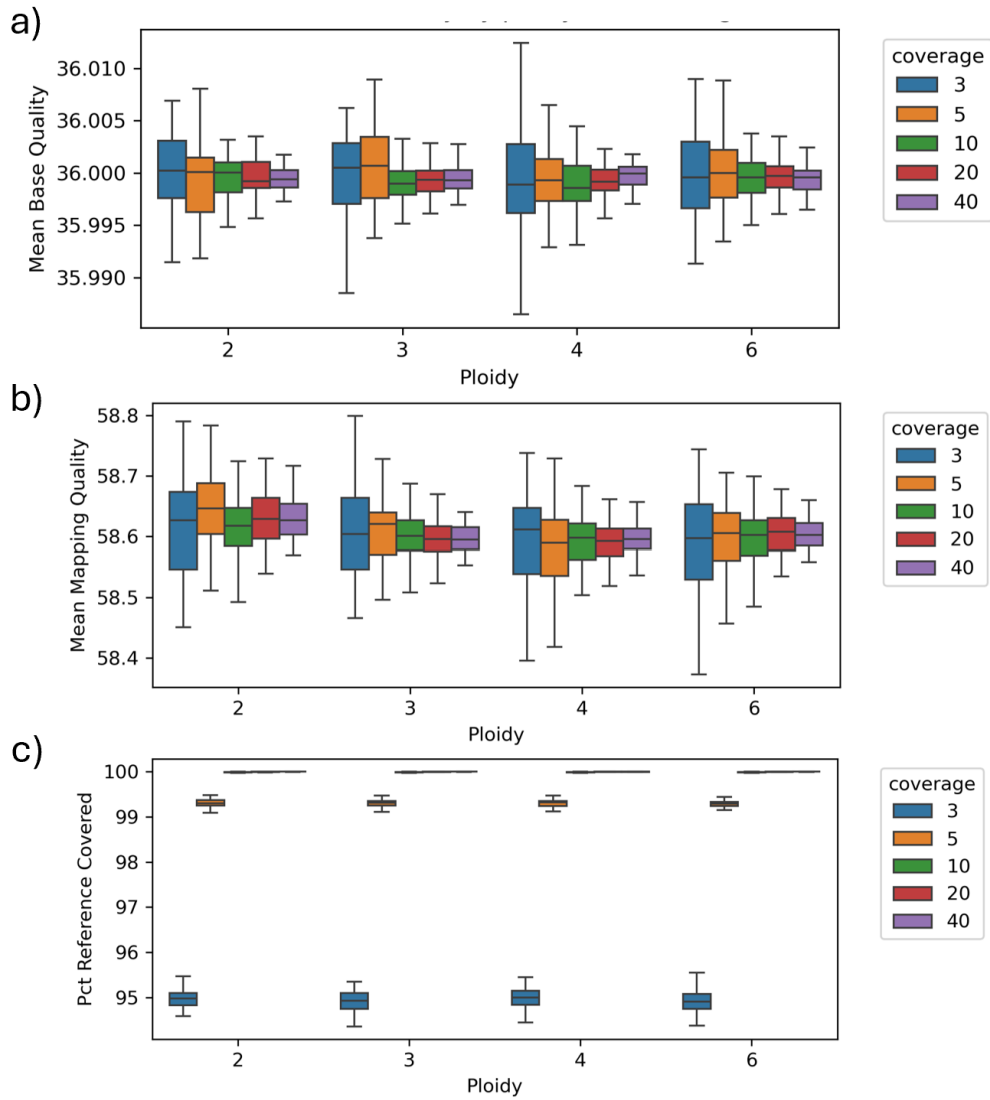 a)
Mean Base Quality
36.010
36.005
36.000
35.995
35.990
2 3 4 6
Ploidy
coverage
3
5
10
20
40
b)
Mean Mapping Quality
58.8
58.7
58.6
58.5
58.4
2 3 4 6
Ploidy
coverage
3
5
10
20
40
c)
Pct Reference Covered
100
99
98
97
96
95
2 3 4 6
Ploidy
coverage
3
5
10
20
40